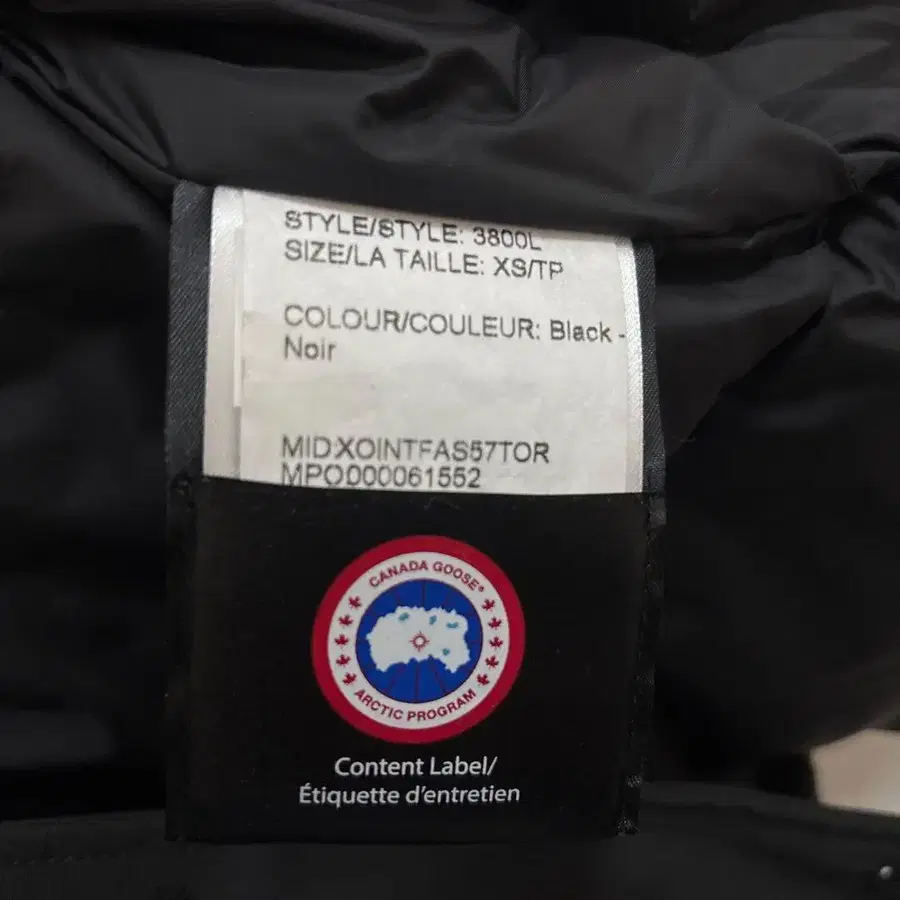 STYLE/STYLE: 3800L
SIZE/LA TAILLE: XS/TP
COLOUR/COULEUR: Black -
Noir
MIDXOINTFAS57TOR
MPO000061552
CANADA GOOSE®
ARCTIC PROGRAM
Content Label/
Étiquette d'entretien